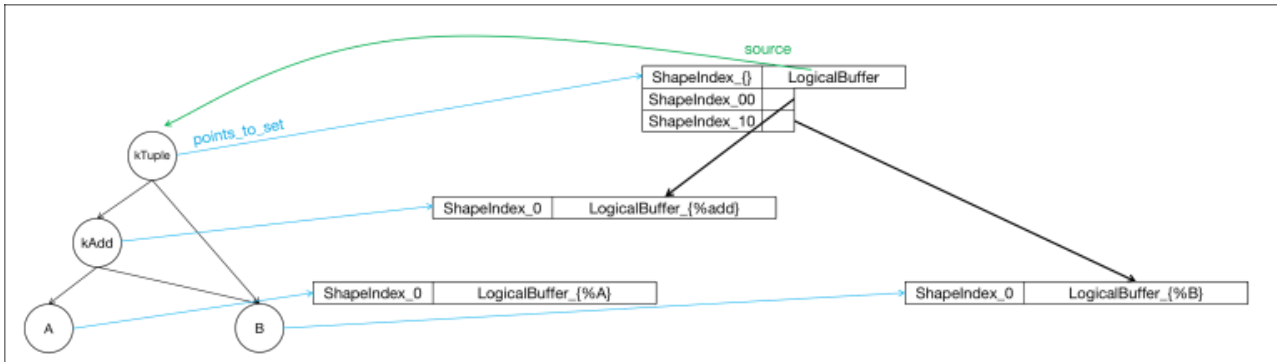 source
ShapeIndex_{} LogicalBuffer
ShapeIndex_00
ShapeIndex_10
points_to_set
kTuple
ShapeIndex_0 LogicalBuffer_{%add}
kAdd
ShapeIndex_0 LogicalBuffer_{%A}
ShapeIndex_0 LogicalBuffer_{%B}
A
B